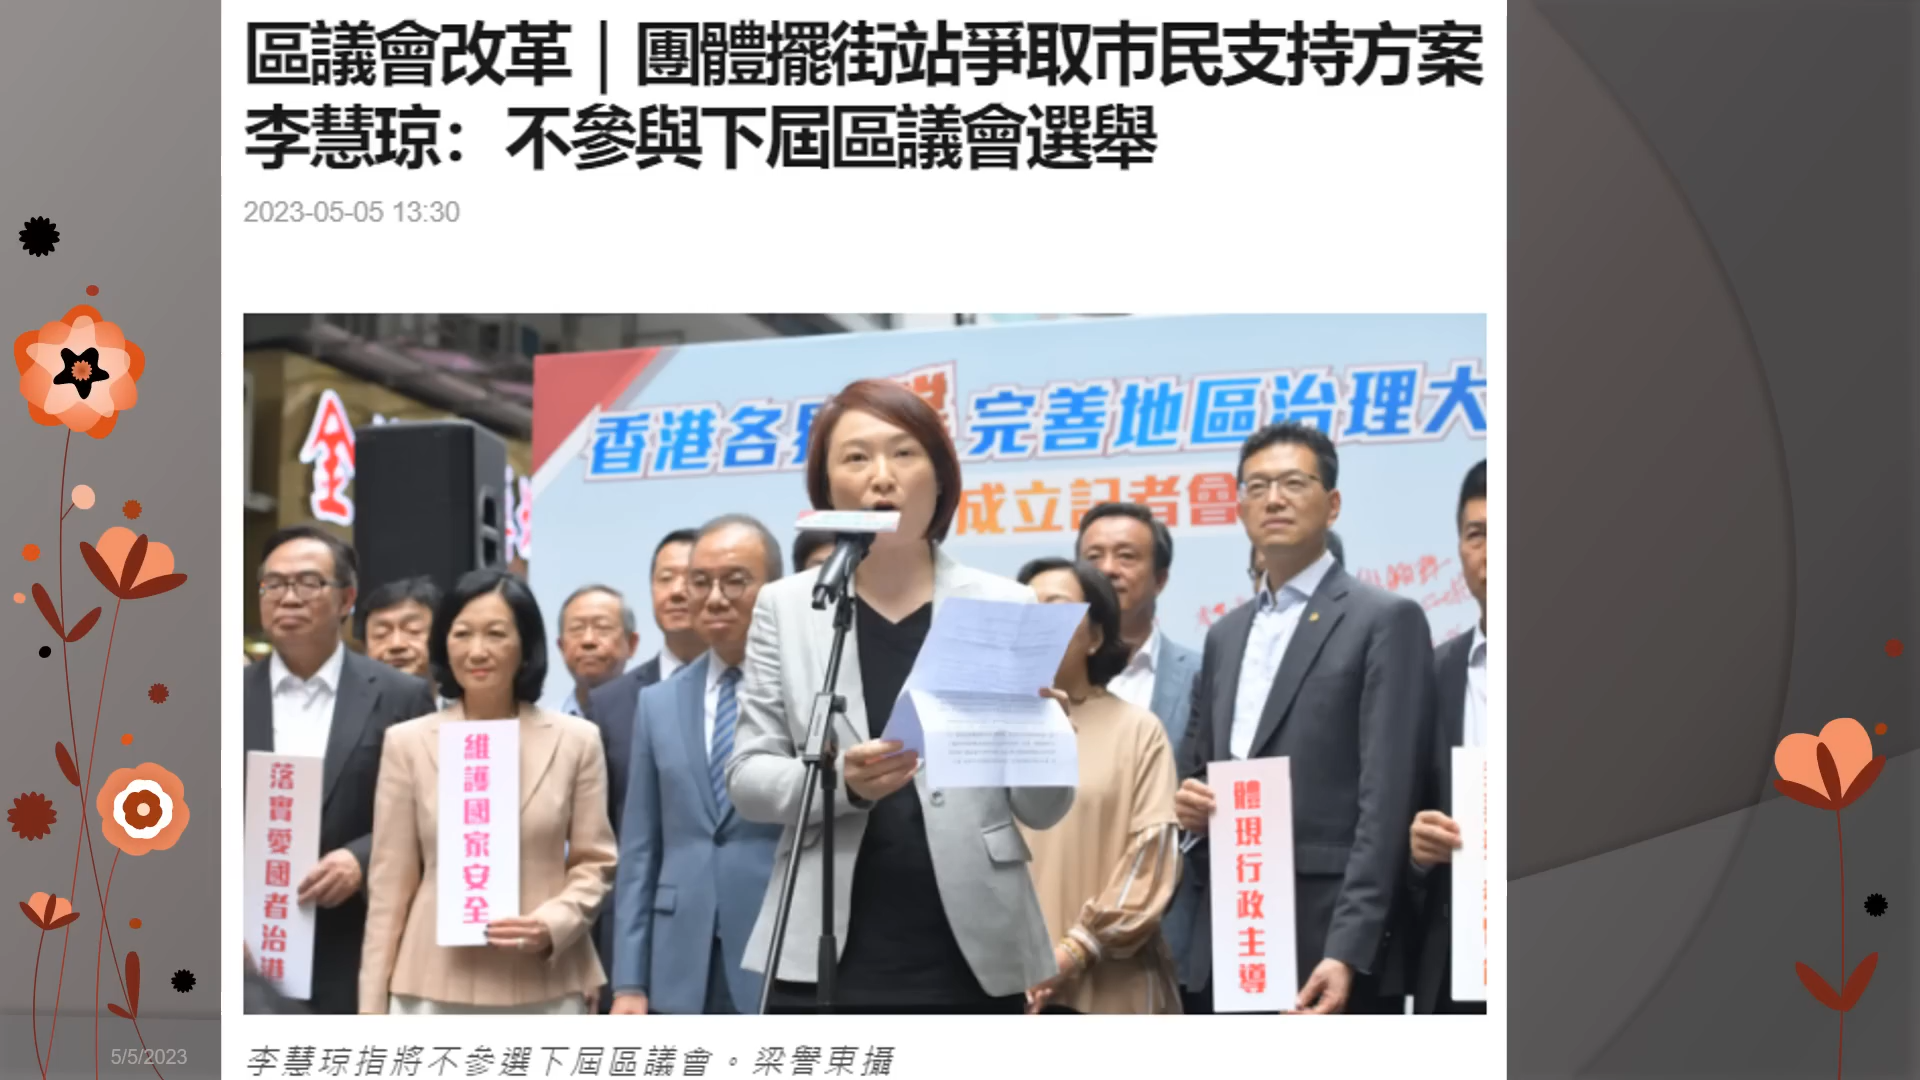 區議會改革｜團體擺街站爭取市民支持方案
李慧琼：不參與下屆區議會選舉
2023-05-05 13:30
香港各界 完善地區治理大
成立記者會
全
落實愛國者治港
維護國家安全
體現行政主導
李慧琼指將不參選下屆區議會。梁譽東攝
5/5/2023